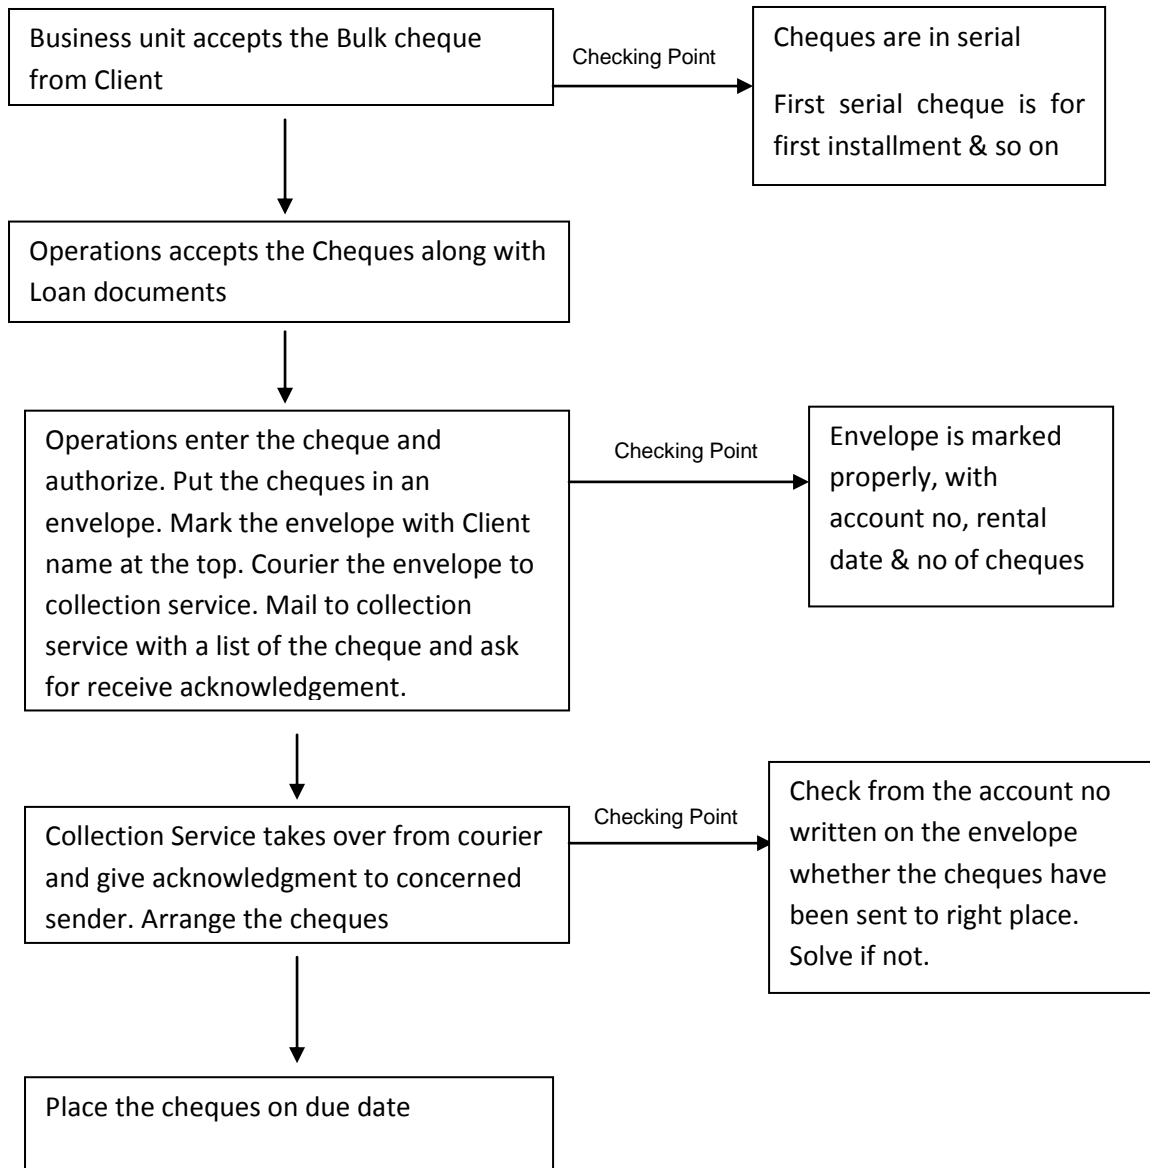 Business unit accepts the Bulk cheque
from Client
Checking Point
Cheques are in serial
First serial cheque is for
first installment & so on
Operations accepts the Cheques along with
Loan documents
Operations enter the cheque and
authorize. Put the cheques in an
envelope. Mark the envelope with Client
name at the top. Courier the envelope to
collection service. Mail to collection
service with a list of the cheque and ask
for receive acknowledgement.
Checking Point
Envelope is marked
properly, with
account no, rental
date & no of cheques
Collection Service takes over from courier
and give acknowledgment to concerned
sender. Arrange the cheques
Checking Point
Check from the account no
written on the envelope
whether the cheques have
been sent to right place.
Solve if not.
Place the cheques on due date